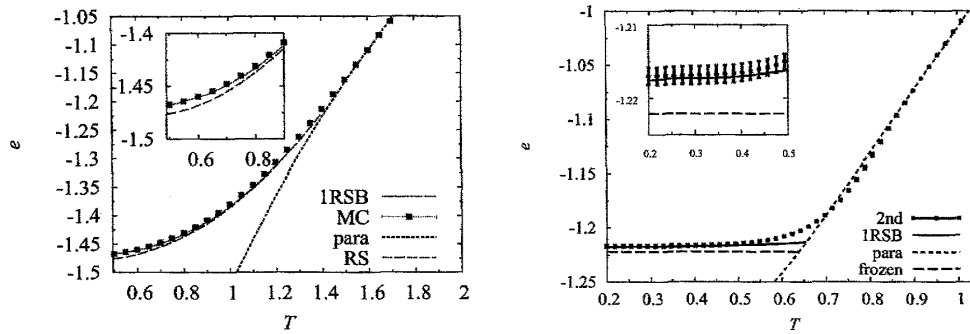 -1.05
-1.1
-1.15
-1.2
-1.25
-1.3
-1.35
-1.4
-1.45
-1.5
e
-1.4
-1.45
-1.5
0.6 0.8
1RSB
MC
para
RS
0.6 0.8 1 1.2 1.4 1.6 1.8 2
T
-1
-1.05
-1.1
-1.15
-1.2
-1.25
e
-1.21
-1.22
0.2 0.3 0.4 0.5
2nd
1RSB
para
frozen
0.2 0.3 0.4 0.5 0.6 0.7 0.8 0.9 1
T